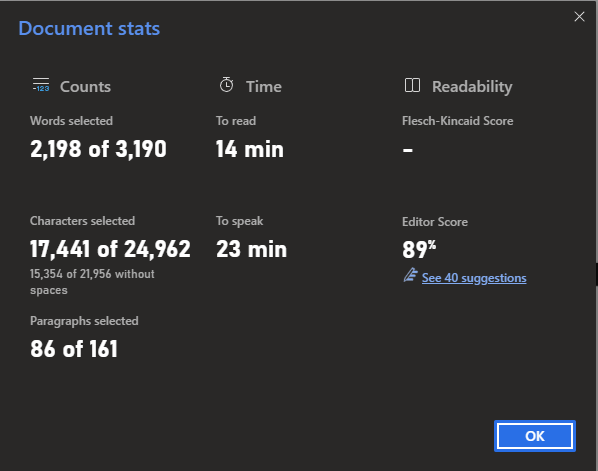 Document stats
-123 Counts
Time
Readability
Words selected
2,198 of 3,190
To read
14 min
Flesch-Kincaid Score
-
Characters selected
17,441 of 24,962
15,354 of 21,956 without
spaces
To speak
23 min
Editor Score
89%
See 40 suggestions
Paragraphs selected
86 of 161
OK